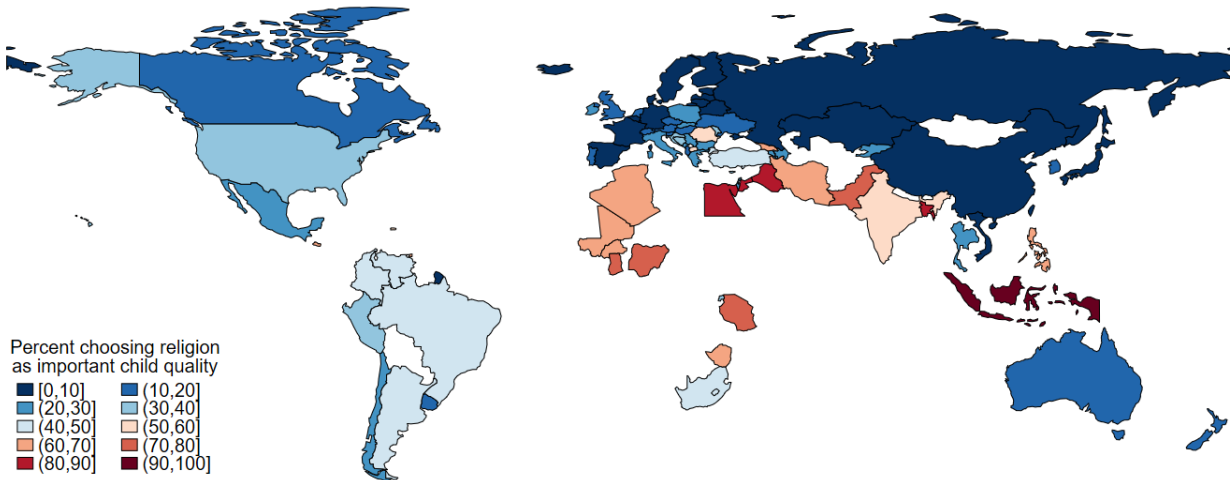 Percent choosing religion
as important child quality
[0,10] (10,20]
(20,30] (30,40]
(40,50] (50,60]
(60,70] (70,80]
(80,90] (90,100]